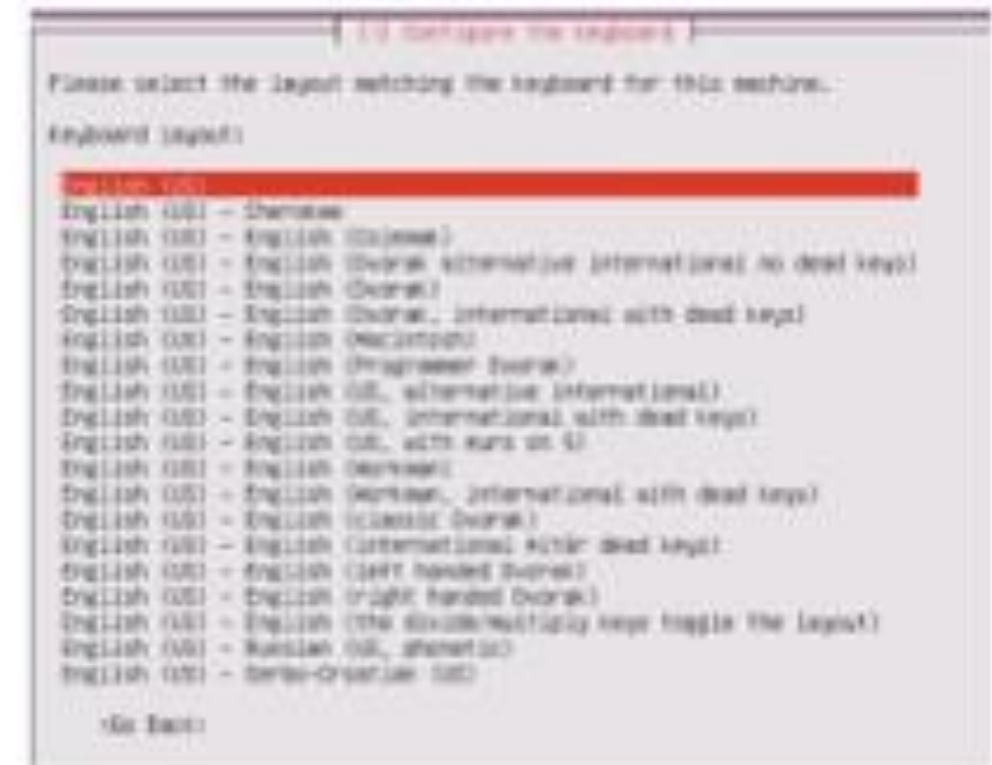 [!] Configure the keyboard
Please select the layout matching the keyboard for this machine.
Keyboard layout:
English (US)
English (US) - Cherokee
English (US) - English (Colemak)
English (US) - English (Dvorak alternative international no dead keys)
English (US) - English (Dvorak)
English (US) - English (Dvorak, international with dead keys)
English (US) - English (Macintosh)
English (US) - English (Programmer Dvorak)
English (US) - English (US, alternative international)
English (US) - English (US, international with dead keys)
English (US) - English (US, with euro on 5)
English (US) - English (Workman)
English (US) - English (Workman, international with dead keys)
English (US) - English (classic Dvorak)
English (US) - English (international AltGr dead keys)
English (US) - English (left handed Dvorak)
English (US) - English (right handed Dvorak)
English (US) - English (the divide/multiply keys toggle the layout)
English (US) - Russian (US, phonetic)
English (US) - Serbo-Croatian (US)
<Go Back>